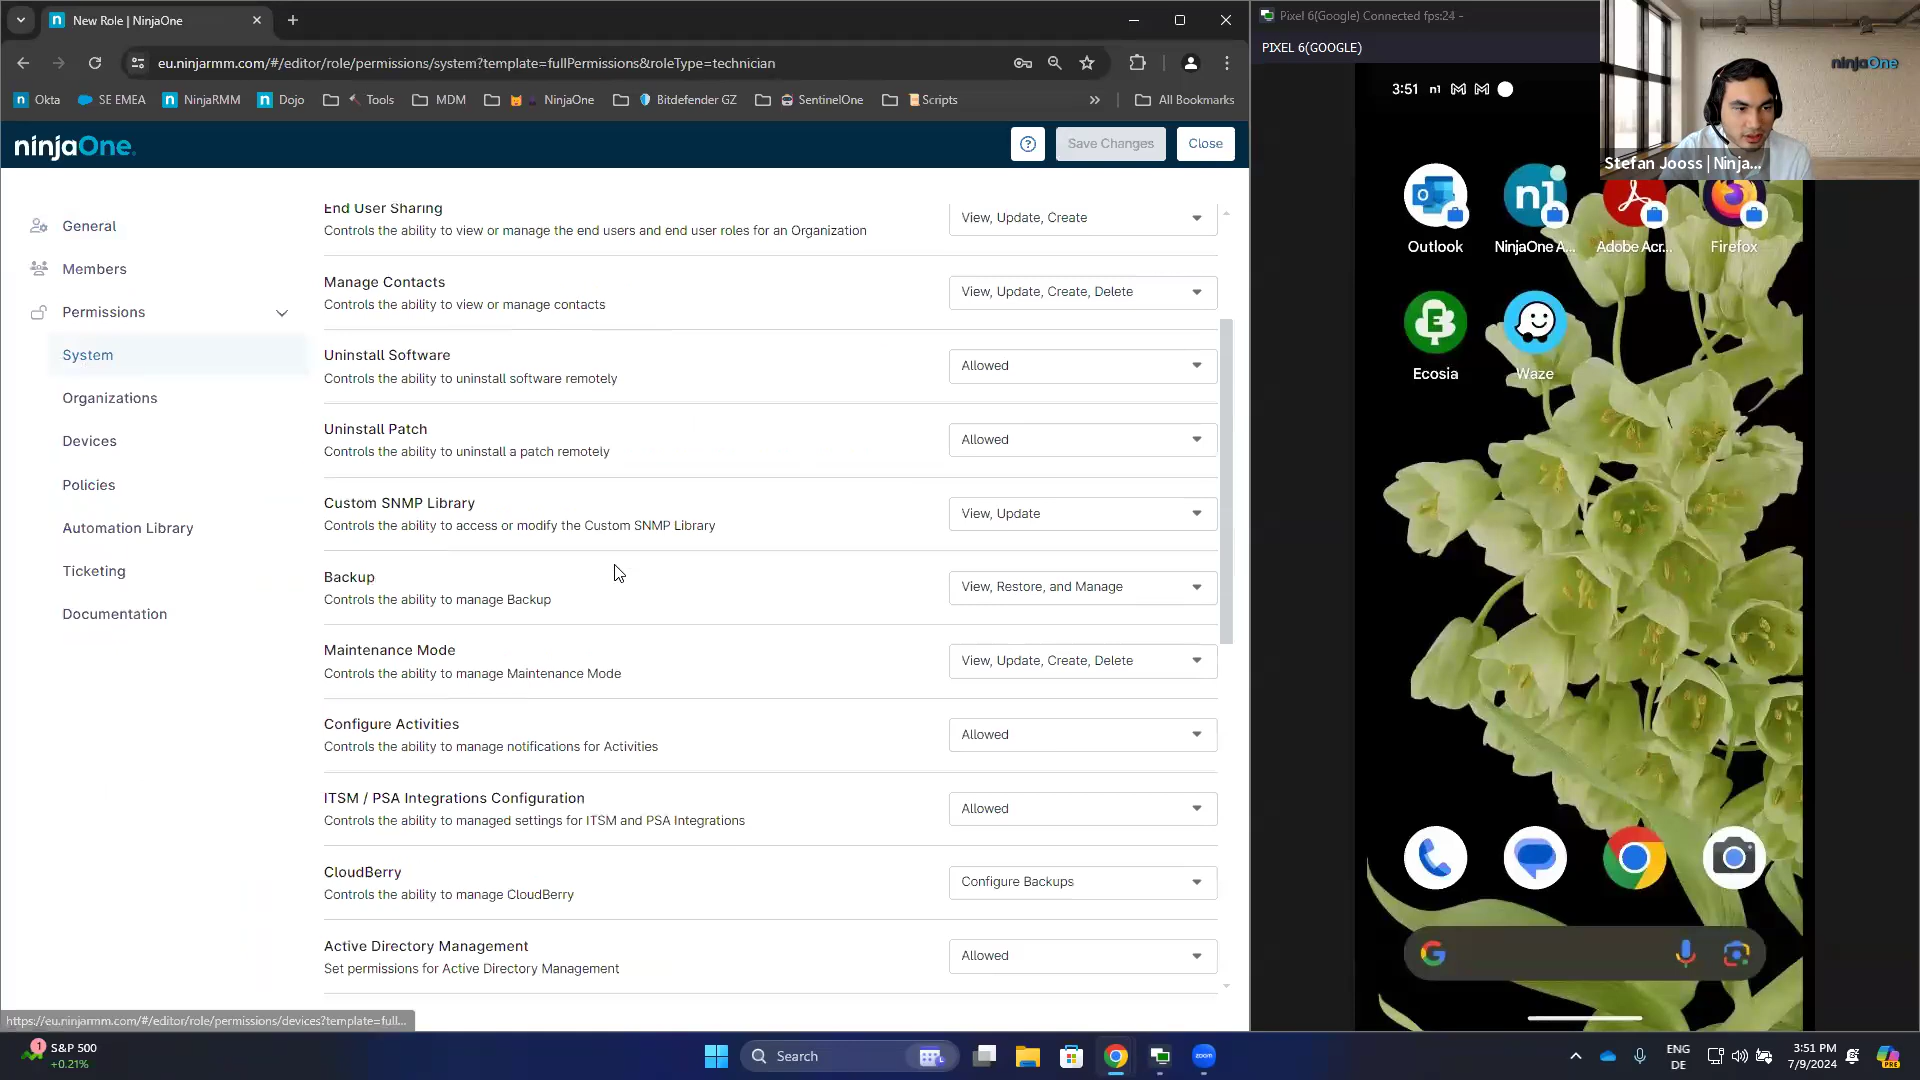 New Role | NinjaOne
Pixel 6(Google) Connected fps:24 -
eu.ninjarmm.com/#/editor/role/permissions/system?template=fullPermissions&roleType=technician
PIXEL 6(GOOGLE)
ninjaOne
Okta
SE EMEA
NinjaRMM
Dojo
Tools
MDM
NinjaOne
Bitdefender GZ
SentinelOne
Scripts
All Bookmarks
3:51
ninjaOne
Save Changes
Close
Stefan Jooss | Ninja...
General
Members
Permissions
System
Organizations
Devices
Policies
Automation Library
Ticketing
Documentation
End User Sharing
Controls the ability to view or manage the end users and end user roles for an Organization
View, Update, Create
Manage Contacts
Controls the ability to view or manage contacts
View, Update, Create, Delete
Uninstall Software
Controls the ability to uninstall software remotely
Allowed
Uninstall Patch
Controls the ability to uninstall a patch remotely
Allowed
Custom SNMP Library
Controls the ability to access or modify the Custom SNMP Library
View, Update
Backup
Controls the ability to manage Backup
View, Restore, and Manage
Maintenance Mode
Controls the ability to manage Maintenance Mode
View, Update, Create, Delete
Configure Activities
Controls the ability to manage notifications for Activities
Allowed
ITSM / PSA Integrations Configuration
Controls the ability to managed settings for ITSM and PSA Integrations
Allowed
CloudBerry
Controls the ability to manage CloudBerry
Configure Backups
Active Directory Management
Set permissions for Active Directory Management
Allowed
Outlook
NinjaOne A...
Adobe Acr...
Firefox
Ecosia
Waze
https://eu.ninjarmm.com/#/editor/role/permissions/devices?template=full...
1
S&P 500
+0.21%
Search
zoom
ENG
DE
3:51 PM
7/9/2024
PRE